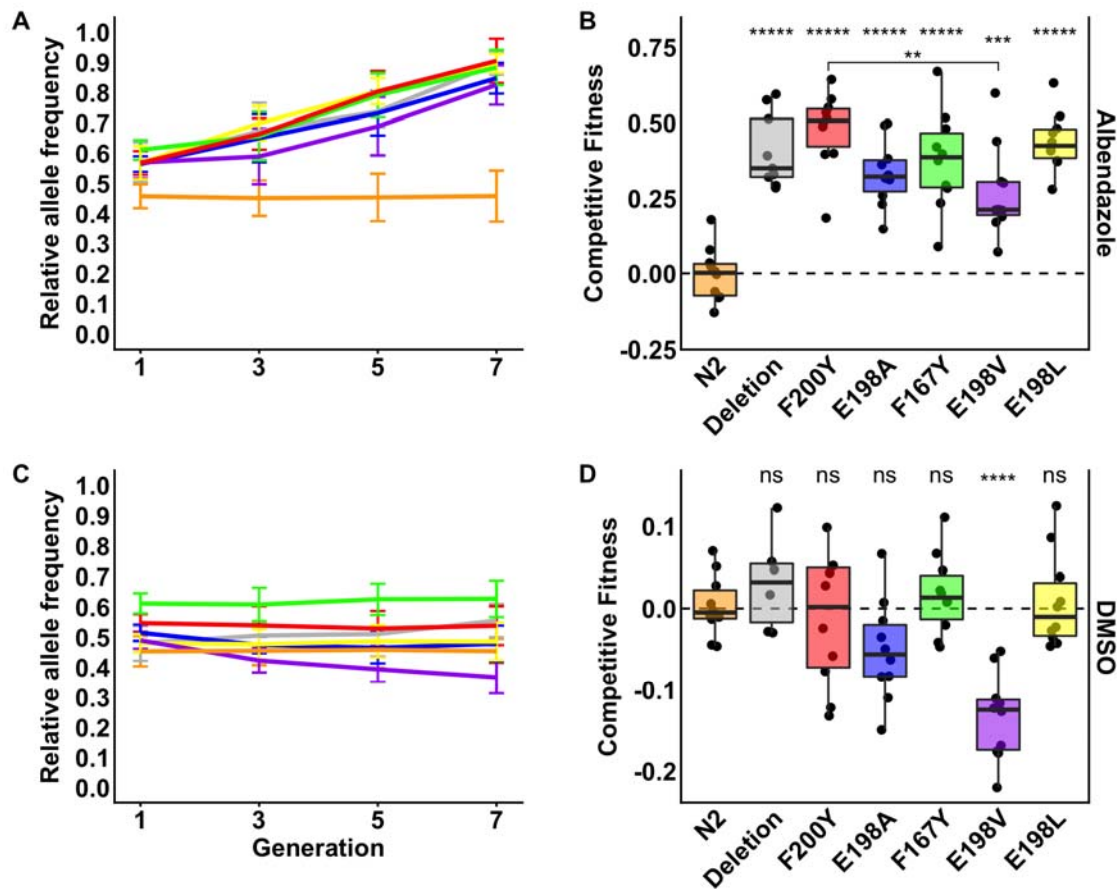 A
Relative allele frequency
1.0
0.9
0.8
0.7
0.6
0.5
0.4
0.3
0.2
0.1
0.0
1 3 5 7
B
Competitive Fitness
0.75
0.50
0.25
0.00
-0.25
***** ***** ***** ***** *** *****
**
N2 Deletion F200Y E198A F167Y E198V E198L
Albendazole
C
Relative allele frequency
1.0
0.9
0.8
0.7
0.6
0.5
0.4
0.3
0.2
0.1
0.0
1 3 5 7
Generation
D
Competitive Fitness
0.1
0.0
-0.1
-0.2
ns ns ns ns **** ns
N2 Deletion F200Y E198A F167Y E198V E198L
DMSO